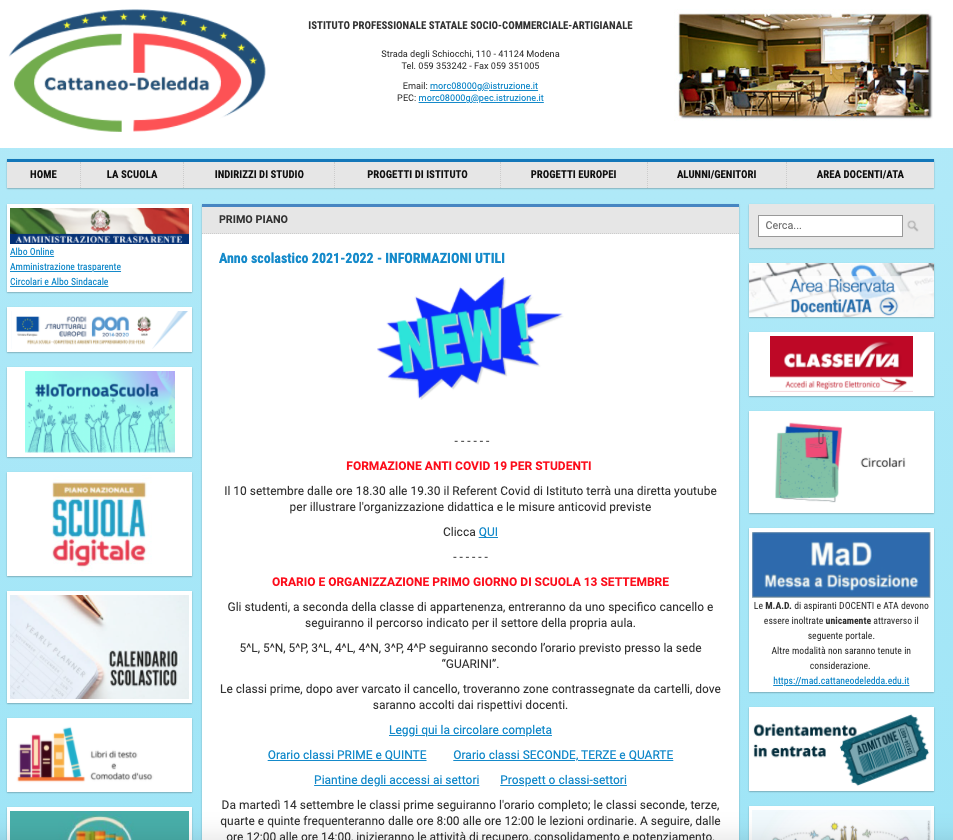 Cattaneo-Deledda
ISTITUTO PROFESSIONALE STATALE SOCIO-COMMERCIALE-ARTIGIANALE
Strada degli Schiocchi, 110 - 41124 Modena
Tel. 059 353242 - Fax 059 351005
Email: morc08000g@istruzione.it
PEC: morc08000g@pec.istruzione.it
HOME
LA SCUOLA
INDIRIZZI DI STUDIO
PROGETTI DI ISTITUTO
PROGETTI EUROPEI
ALUNNI/GENITORI
AREA DOCENTI/ATA
AMMINISTRAZIONE TRASPARENTE
Albo Online
Amministrazione trasparente
Circolari e Albo Sindacale
FONDI
STRUTTURALI
EUROPEI
pon
2014-2020
#IoTornoaScuola
PIANO NAZIONALE
SCUOLA
digitale
YEARLY PLANNER
CALENDARIO
SCOLASTICO
Libri di testo
e
Comodato d'uso
PRIMO PIANO
Anno scolastico 2021-2022 - INFORMAZIONI UTILI
NEW!
- - - - - -
FORMAZIONE ANTI COVID 19 PER STUDENTI
Il 10 settembre dalle ore 18.30 alle 19.30 il Referent Covid di Istituto terrà una diretta youtube
per illustrare l'organizzazione didattica e le misure anticovid previste
Clicca QUI
- - - - - -
ORARIO E ORGANIZZAZIONE PRIMO GIORNO DI SCUOLA 13 SETTEMBRE
Gli studenti, a seconda della classe di appartenenza, entreranno da uno specifico cancello e
seguiranno il percorso indicato per il settore della propria aula.
5^L, 5^N, 5^P, 3^L, 4^L, 4^N, 3^P, 4^P seguiranno secondo l’orario previsto presso la sede
“GUARINI”.
Le classi prime, dopo aver varcato il cancello, troveranno zone contrassegnate da cartelli, dove
saranno accolti dai rispettivi docenti.
Leggi qui la circolare completa
Orario classi PRIME e QUINTE Orario classi SECONDE, TERZE e QUARTE
Piantine degli accessi ai settori Prospett o classi-settori
Da martedì 14 settembre le classi prime seguiranno l'orario completo; le classi seconde, terze,
quarte e quinte frequenteranno dalle ore 8:00 alle ore 12:00 le lezioni ordinarie. A seguire, dalle
ore 12:00 alle ore 14:00, inizieranno le attività di recupero, consolidamento e potenziamento.
Cerca...
Area Riservata
Docenti/ATA
CLASSEVIVA
Accedi al Registro Elettronico
Circolari
MaD
Messa a Disposizione
Le M.A.D. di aspiranti DOCENTI e ATA devono
essere inoltrate unicamente attraverso il
seguente portale.
Altre modalità non saranno tenute in
considerazione.
https://mad.cattaneodeledda.edu.it
Orientamento
in entrata
ADMIT ONE